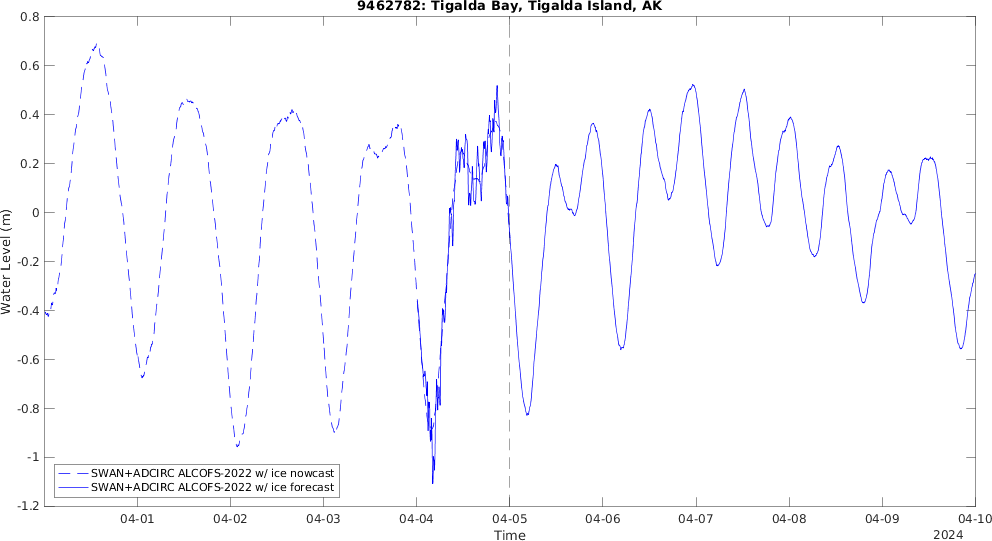 9462782: Tigalda Bay, Tigalda Island, AK
0.8
0.6
0.4
0.2
0
-0.2
-0.4
-0.6
-0.8
-1
-1.2
Water Level (m)
SWAN+ADCIRC ALCOFS-2022 w/ ice nowcast
SWAN+ADCIRC ALCOFS-2022 w/ ice forecast
04-01 04-02 04-03 04-04 04-05 04-06 04-07 04-08 04-09 04-10
Time
2024